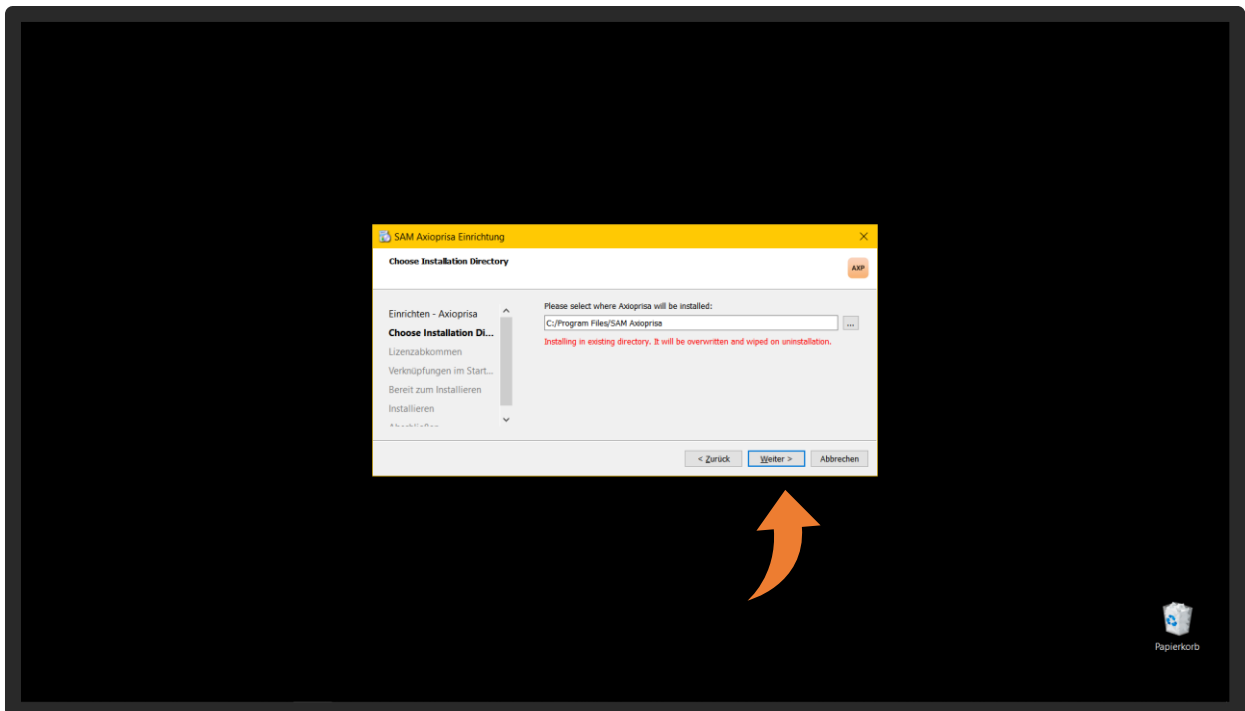 SAM Axioprisa Einrichtung
Choose Installation Directory
AXP
Einrichten - Axioprisa
Choose Installation Di...
Lizenzabkommen
Verknüpfungen im Start...
Bereit zum Installieren
Installieren
Please select where Axioprisa will be installed:
C:/Program Files/SAM Axioprisa
...
Installing in existing directory. It will be overwritten and wiped on uninstallation.
< Zurück
Weiter >
Abbrechen
Papierkorb